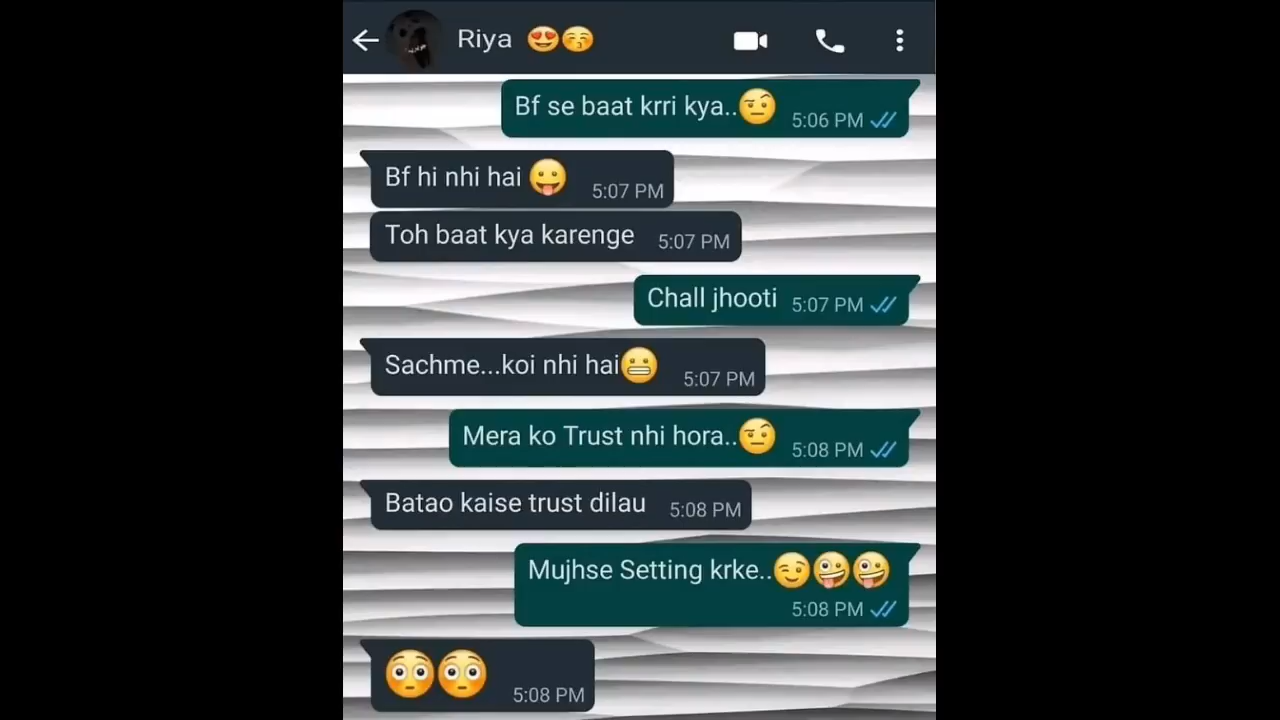 Riya 😍😚
Bf se baat krri kya..🤨
5:06 PM
Bf hi nhi hai 😛
5:07 PM
Toh baat kya karenge
5:07 PM
Chall jhooti
5:07 PM
Sachme...koi nhi hai😬
5:07 PM
Mera ko Trust nhi hora..🤨
5:08 PM
Batao kaise trust dilau
5:08 PM
Mujhse Setting krke..😉🤪🤪
5:08 PM
😳😳
5:08 PM